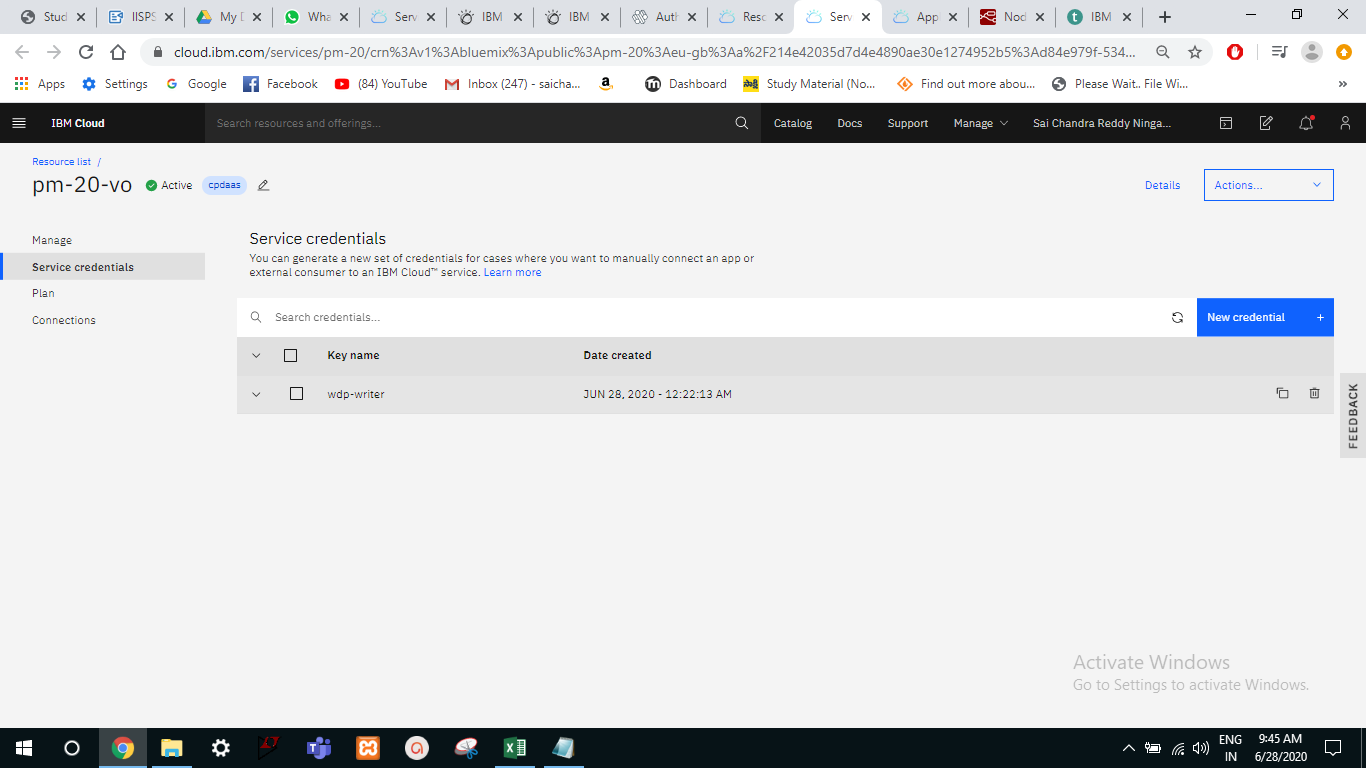 Stud
IISPS
My D
Wha
Serv
IBM
IBM
Auth
Resc
Serv
App
Nod
IBM
cloud.ibm.com/services/pm-20/crn%3Av1%3Abluemix%3Apublic%3Apm-20%3Aeu-gb%3Aa%2F214e42035d7d4e4890ae30e1274952b5%3Ad84e979f-534...
Apps
Settings
Google
Facebook
(84) YouTube
Inbox (247) - saicha...
Dashboard
Study Material (No...
Find out more abou...
Please Wait.. File Wi...
IBM Cloud
Search resources and offerings...
Catalog
Docs
Support
Manage
Sai Chandra Reddy Ninga...
Resource list /
pm-20-vo
Active
cpdaas
Details
Actions...
Manage
Service credentials
Plan
Connections
Service credentials
You can generate a new set of credentials for cases where you want to manually connect an app or
external consumer to an IBM Cloud™ service. Learn more
Search credentials...
New credential +
Key name
Date created
wdp-writer
JUN 28, 2020 - 12:22:13 AM
FEEDBACK
Activate Windows
Go to Settings to activate Windows.
ENG
IN
9:45 AM
6/28/2020